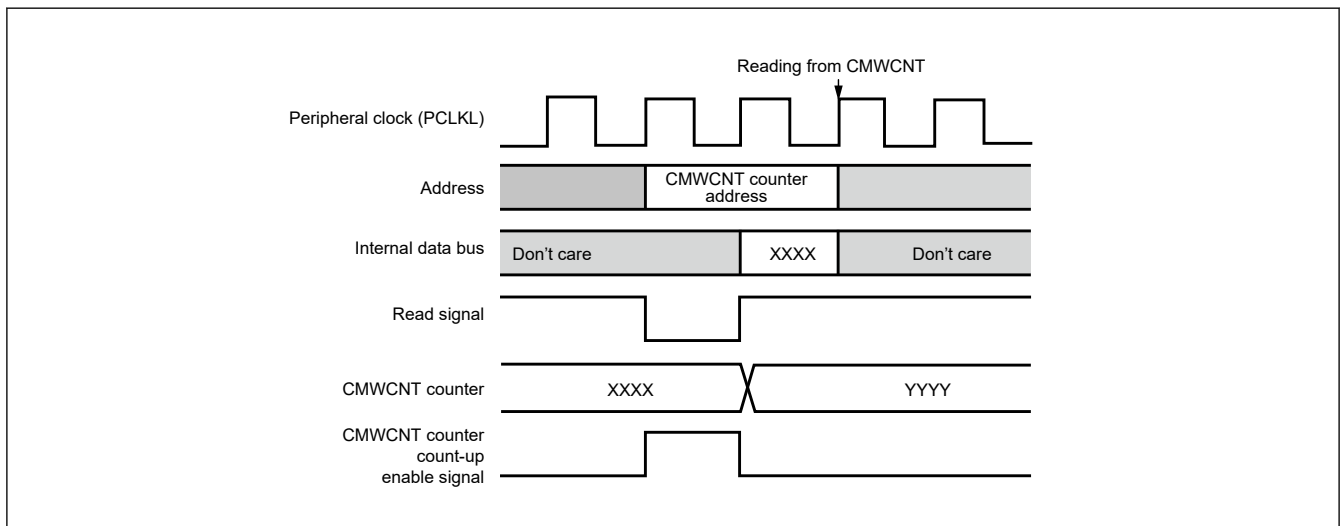 Reading from CMWCNT
Peripheral clock (PCLKL)
Address
CMWCNT counter
address
Internal data bus
Don't care
XXXX
Don't care
Read signal
CMWCNT counter
XXXX
YYYY
CMWCNT counter
count-up
enable signal